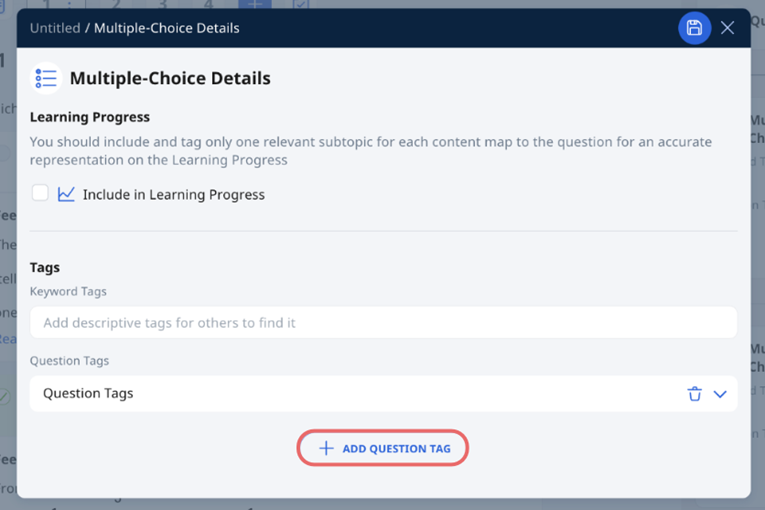 Untitled / Multiple-Choice Details
Multiple-Choice Details
Learning Progress
You should include and tag only one relevant subtopic for each content map to the question for an accurate
representation on the Learning Progress
Include in Learning Progress
Tags
Keyword Tags
Add descriptive tags for others to find it
Question Tags
Question Tags
ADD QUESTION TAG